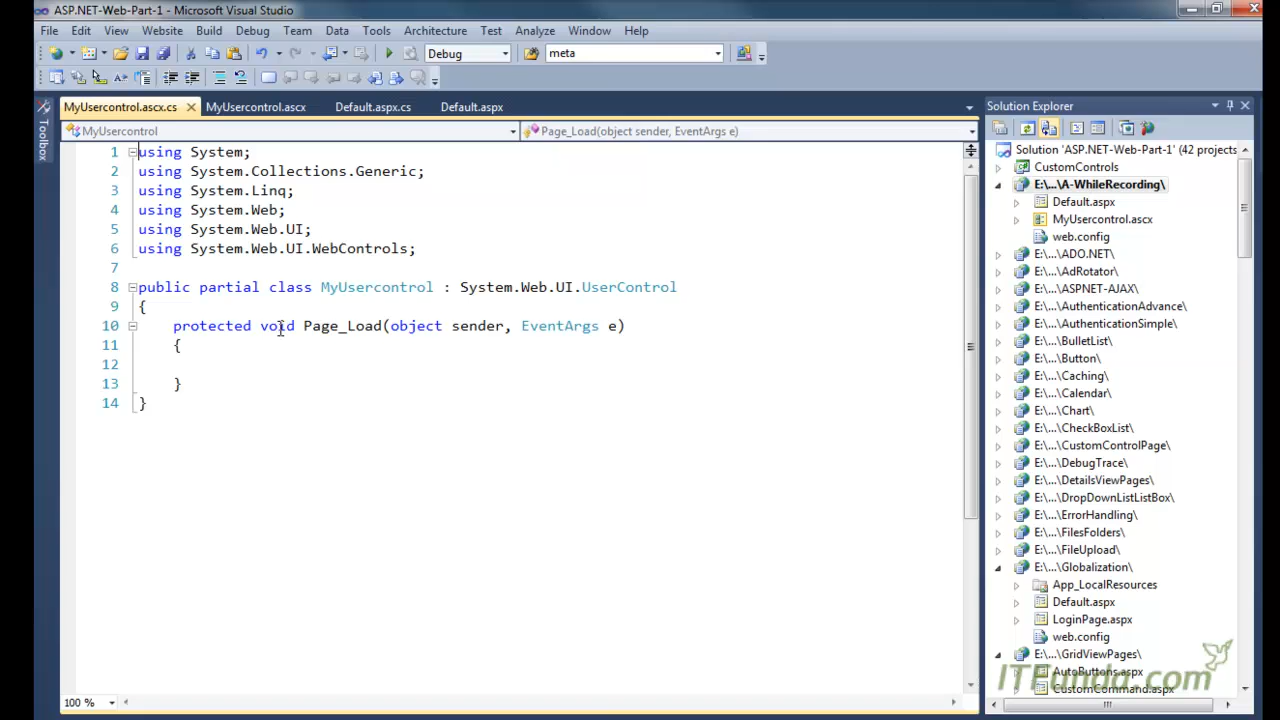 ASP.NET-Web-Part-1 - Microsoft Visual Studio
File Edit View Website Build Debug Team Data Tools Architecture Test Analyze Window Help
Debug meta
MyUsercontrol.ascx.cs MyUsercontrol.ascx Default.aspx.cs Default.aspx
Toolbox
MyUsercontrol Page_Load(object sender, EventArgs e)
1 using System;
2 using System.Collections.Generic;
3 using System.Linq;
4 using System.Web;
5 using System.Web.UI;
6 using System.Web.UI.WebControls;
7
8 public partial class MyUsercontrol : System.Web.UI.UserControl
9 {
10 protected void Page_Load(object sender, EventArgs e)
11 {
12
13 }
14 }
100 %
Solution Explorer
Solution 'ASP.NET-Web-Part-1' (42 projects
CustomControls
E:\...\A-WhileRecording\
Default.aspx
MyUsercontrol.ascx
web.config
E:\...\ADO.NET\
E:\...\AdRotator\
E:\...\ASPNET-AJAX\
E:\...\AuthenticationAdvance\
E:\...\AuthenticationSimple\
E:\...\BulletList\
E:\...\Button\
E:\...\Caching\
E:\...\Calendar\
E:\...\Chart\
E:\...\CheckBoxList\
E:\...\CustomControlPage\
E:\...\DebugTrace\
E:\...\DetailsViewPages\
E:\...\DropDownListListBox\
E:\...\ErrorHandling\
E:\...\FilesFolders\
E:\...\FileUpload\
E:\...\Globalization\
App_LocalResources
Default.aspx
LoginPage.aspx
web.config
E:\...\GridViewPages\
AutoButtons.aspx
CustomCommand.aspx
ITFunda.com